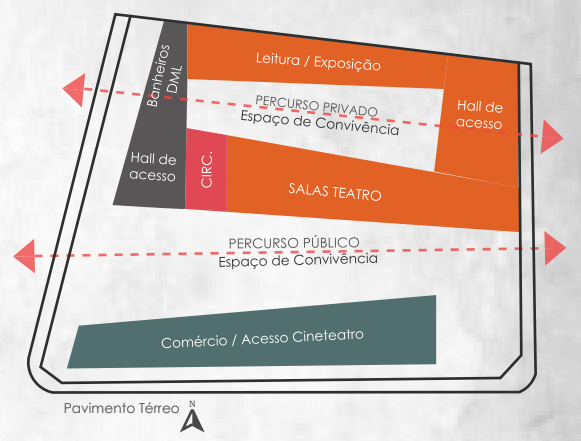 Banheiros
DML
Leitura / Exposição
PERCURSO PRIVADO
Espaço de Convivência
Hall de
acesso
Hall de
acesso
CIRC.
SALAS TEATRO
PERCURSO PÚBLICO
Espaço de Convivência
Comércio / Acesso Cineteatro
Pavimento Térreo
N